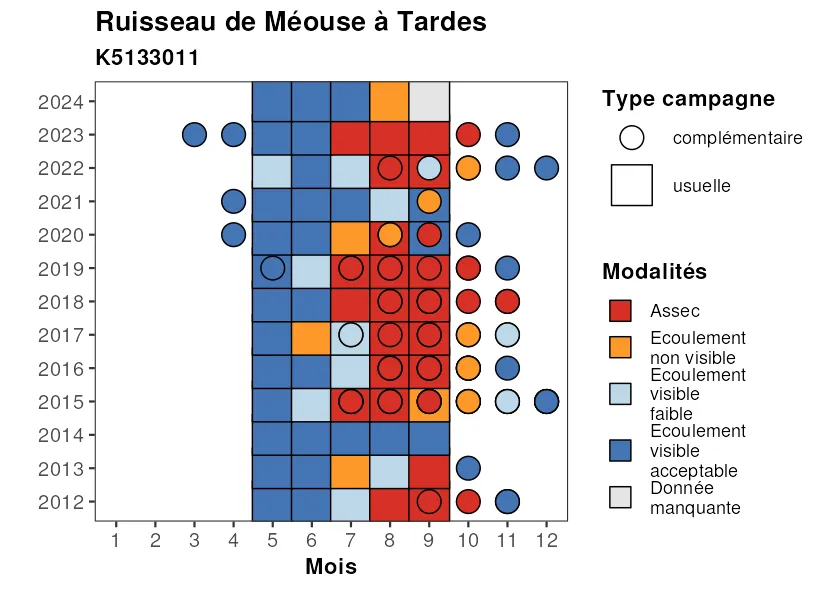 Ruisseau de Méouse à Tardes
K5133011
2024
2023
2022
2021
2020
2019
2018
2017
2016
2015
2014
2013
2012
1 2 3 4 5 6 7 8 9 10 11 12
Mois
Type campagne
complémentaire
usuelle
Modalités
Assec
Ecoulement
non visible
Ecoulement
visible
faible
Ecoulement
visible
acceptable
Donnée
manquante